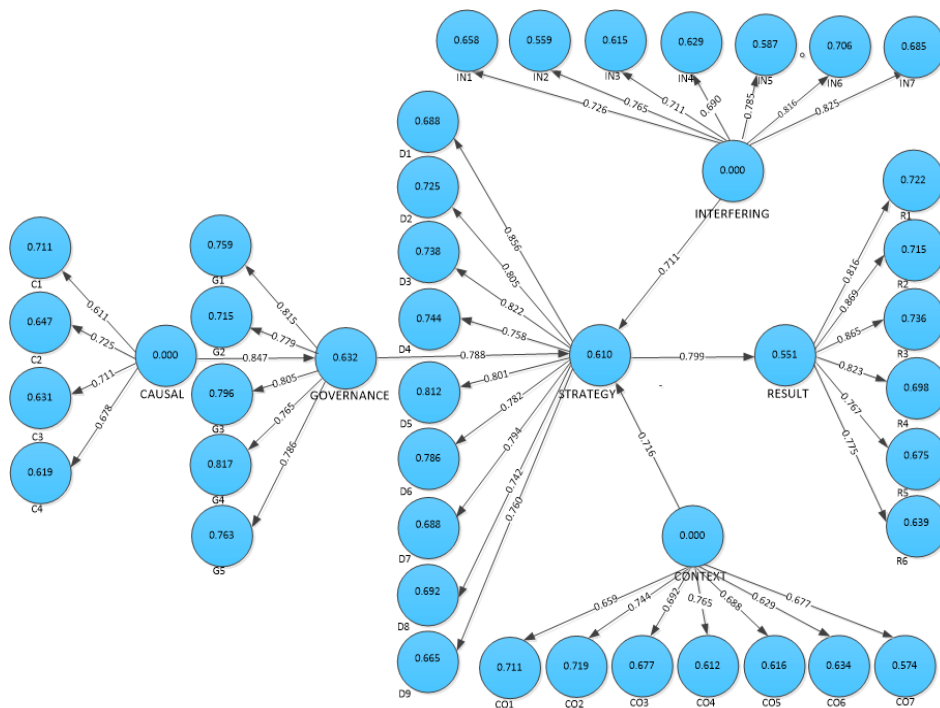 0.658 0.559 0.615 0.629 0.587 0.706 0.685
IN1 IN2 IN3 IN4 IN5 IN6 IN7
0.726 0.765 0.711 0.690 0.785 0.816 0.825
0.000
INTERFERING
0.711
0.688
D1
0.725
D2
0.738
D3
0.744
D4
0.812
D5
0.786
D6
0.688
D7
0.692
D8
0.665
D9
0.856
0.805
0.822
0.758
0.801
0.782
0.794
0.742
0.760
0.711
C1
0.647
C2
0.631
C3
0.619
C4
0.611
0.725
0.711
0.678
0.000
CAUSAL
0.847
0.759
G1
0.715
G2
0.796
G3
0.817
G4
0.763
G5
0.815
0.779
0.805
0.765
0.786
0.632
GOVERNANCE
0.788
0.610
STRATEGY
0.799
0.551
RESULT
0.816
0.869
0.865
0.823
0.767
0.775
0.722
R1
0.715
R2
0.736
R3
0.698
R4
0.675
R5
0.639
R6
0.716
0.000
CONTEXT
0.659 0.744 0.692 0.765 0.688 0.629 0.677
0.711 0.719 0.677 0.612 0.616 0.634 0.574
CO1 CO2 CO3 CO4 CO5 CO6 CO7